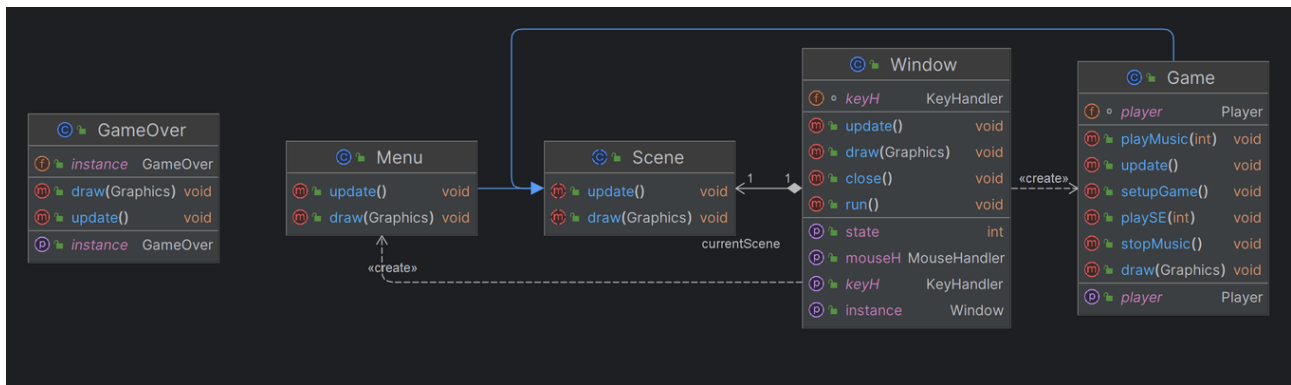 GameOver
instance GameOver
draw(Graphics) void
update() void
instance GameOver
Menu
update() void
draw(Graphics) void
«create»
Scene
update() void
draw(Graphics) void
1 1
currentScene
Window
keyH KeyHandler
update() void
draw(Graphics) void
close() void
run() void
state int
mouseH MouseHandler
keyH KeyHandler
instance Window
«create»
Game
player Player
playMusic(int) void
update() void
setupGame() void
playSE(int) void
stopMusic() void
draw(Graphics) void
player Player